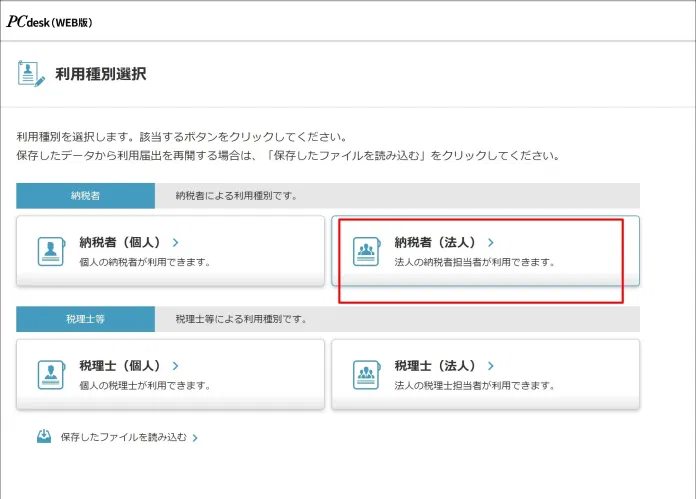 PCdesk(WEB版)
利用種別選択
利用種別を選択します。該当するボタンをクリックしてください。
保存したデータから利用届出を再開する場合は、「保存したファイルを読み込む」をクリックしてください。
納税者 納税者による利用種別です。
納税者（個人）
個人の納税者が利用できます。
納税者（法人）
法人の納税者担当者が利用できます。
税理士等 税理士等による利用種別です。
税理士（個人）
個人の税理士が利用できます。
税理士（法人）
法人の税理士担当者が利用できます。
保存したファイルを読み込む